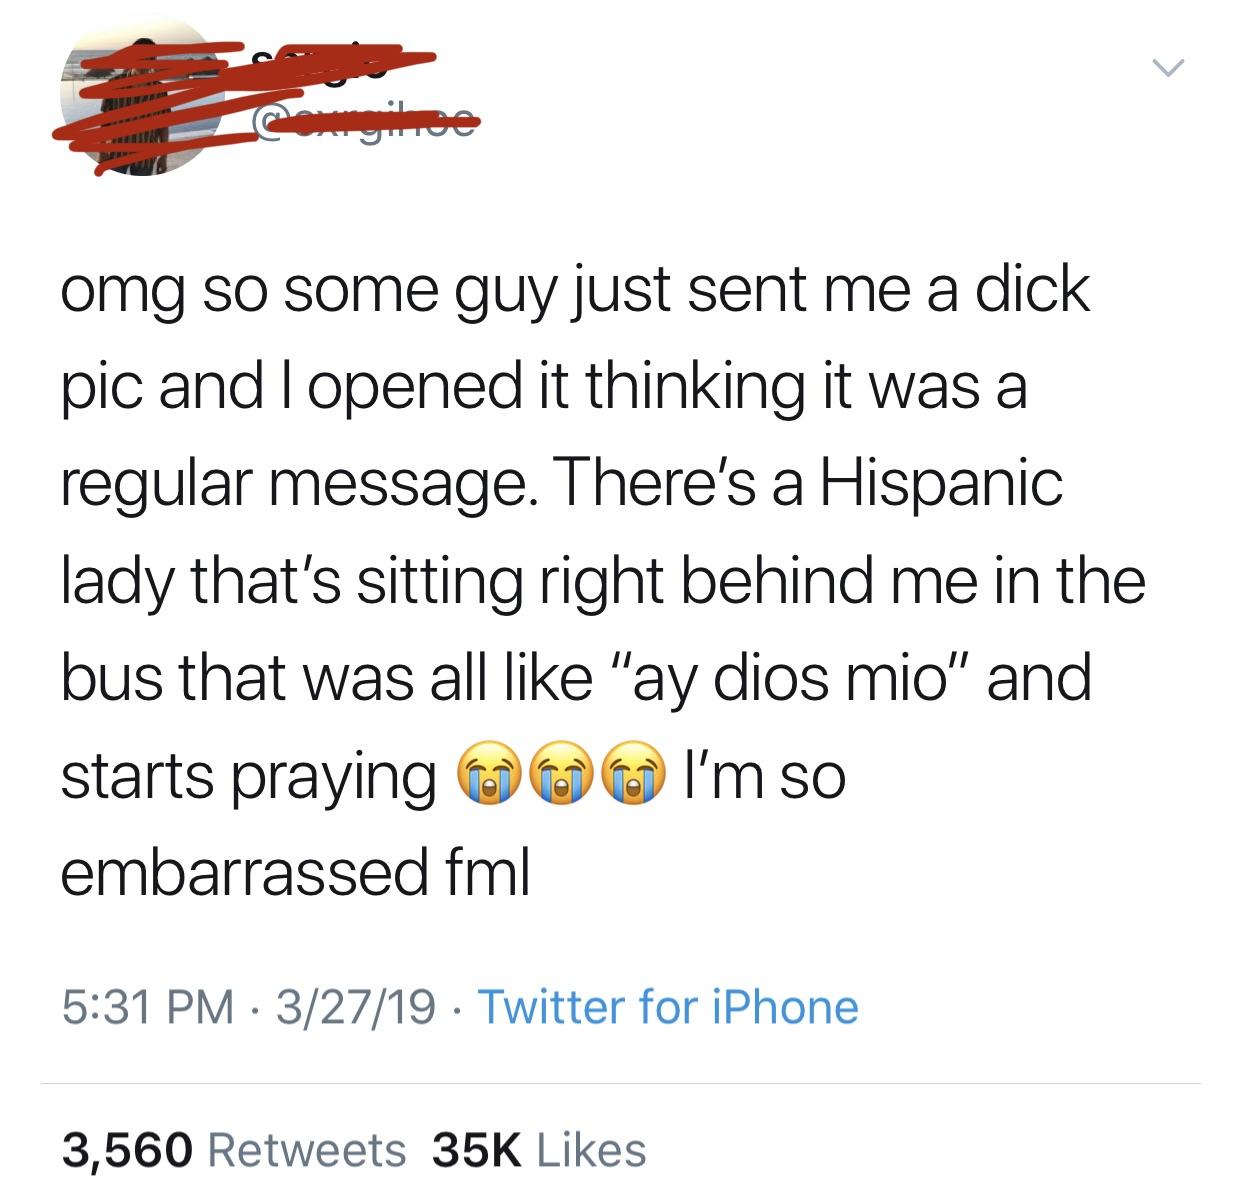 omg so some guy just sent me a dick
pic and I opened it thinking it was a
regular message. There's a Hispanic
lady that's sitting right behind me in the
bus that was all like "ay dios mio" and
starts praying 😭😭😭 I'm so
embarrassed fml
5:31 PM · 3/27/19 · Twitter for iPhone
3,560 Retweets 35K Likes